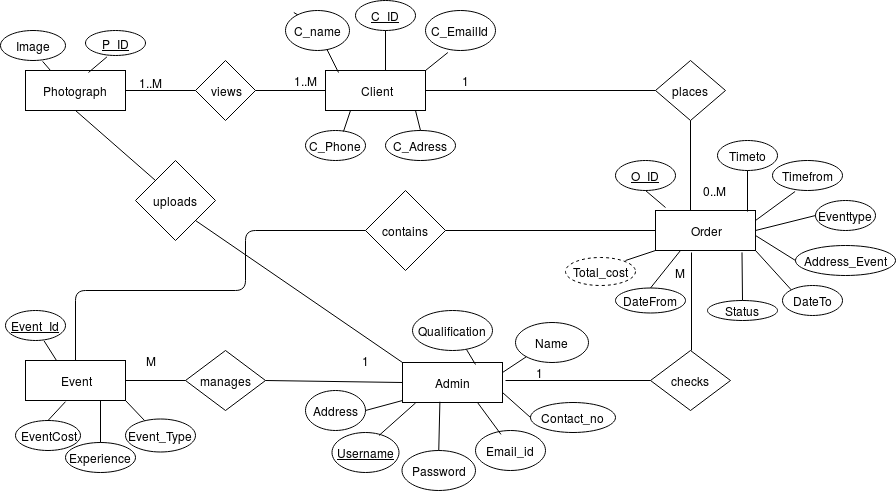 C_ID
C_name
C_EmailId
Image
P_ID
1..M
1..M
1
Photograph
views
Client
places
C_Phone
C_Adress
Timeto
O_ID
Timefrom
0..M
uploads
Eventtype
contains
Order
Address_Event
Total_cost
M
DateFrom
DateTo
Status
Event_Id
Qualification
Name
M
1
1
Event
manages
Admin
checks
Address
Contact_no
EventCost
Event_Type
Experience
Username
Email_id
Password